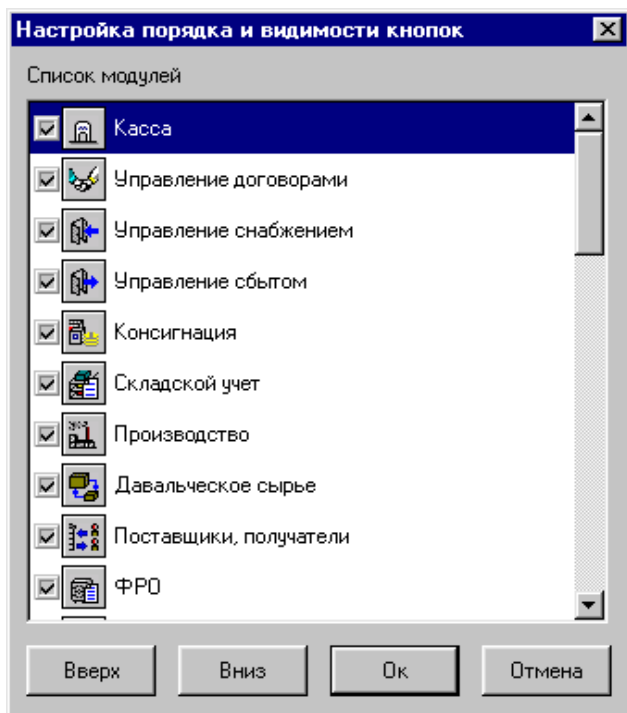 Настройка порядка и видимости кнопок
Список модулей
Касса
Управление договорами
Управление снабжением
Управление сбытом
Консигнация
Складской учет
Производство
Давальческое сырье
Поставщики, получатели
ФРО
Вверх Вниз Ок Отмена